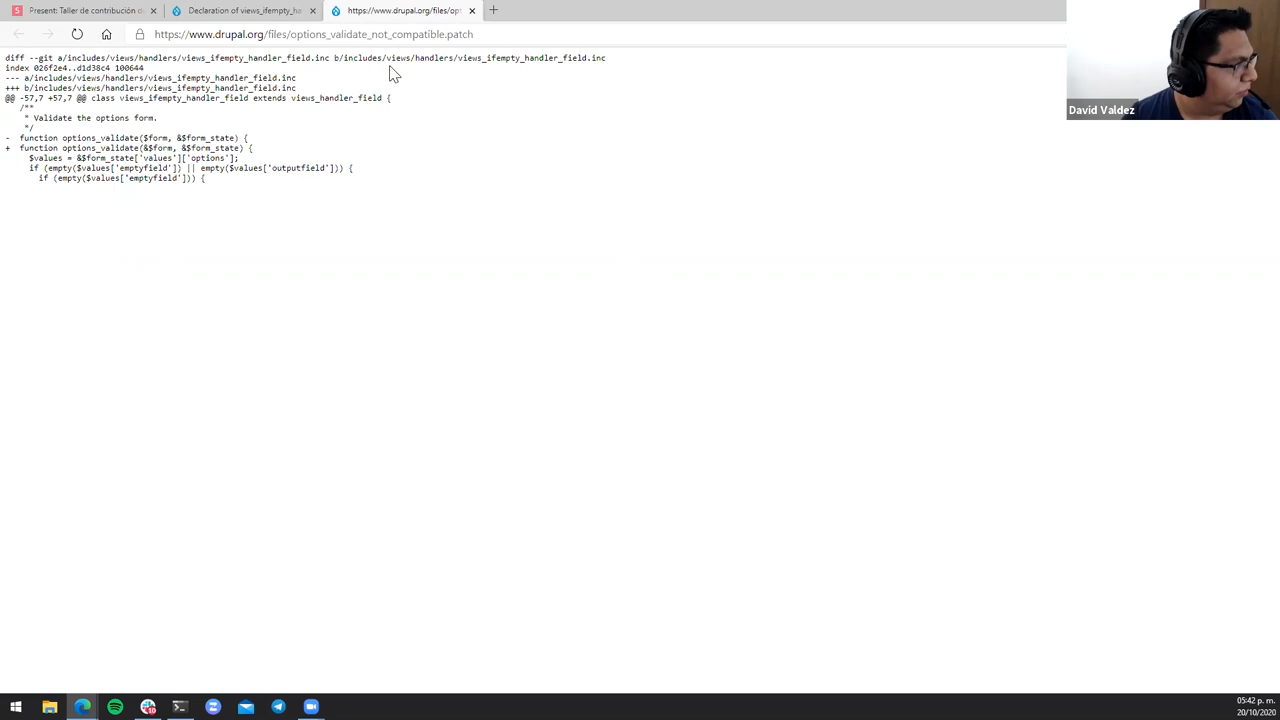 Present: Taller de contribución d
Declaration of views_ifempty_ha
https://www.drupal.org/files/opt
https://www.drupal.org/files/options_validate_not_compatible.patch
diff --git a/includes/views/handlers/views_ifempty_handler_field.inc b/includes/views/handlers/views_ifempty_handler_field.inc
index 026f2e4..d1d38c4 100644
--- a/includes/views/handlers/views_ifempty_handler_field.inc
+++ b/includes/views/handlers/views_ifempty_handler_field.inc
@@ -57,7 +57,7 @@ class views_ifempty_handler_field extends views_handler_field {
/**
* Validate the options form.
*/
- function options_validate($form, &$form_state) {
+ function options_validate(&$form, &$form_state) {
$values = &$form_state['values']['options'];
if (empty($values['emptyfield']) || empty($values['outputfield'])) {
if (empty($values['emptyfield'])) {
David Valdez
05:42 p. m.
20/10/2020